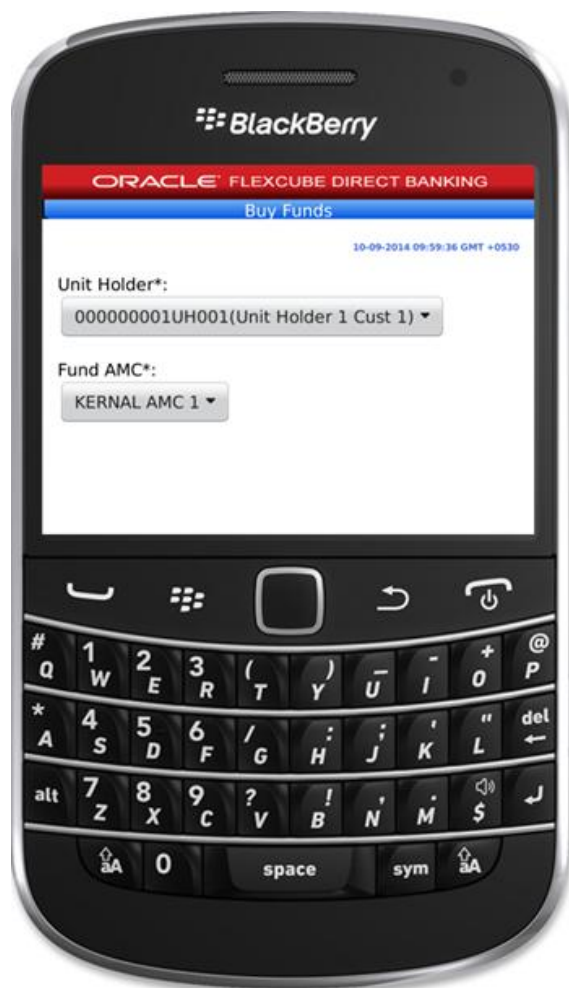 BlackBerry
ORACLE FLEXCUBE DIRECT BANKING
Buy Funds
10-09-2014 09:59:36 GMT +0530
Unit Holder*:
000000001UH001(Unit Holder 1 Cust 1)
Fund AMC*:
KERNAL AMC 1
# 1 2 3 ( ) _ - + @
Q W E R T Y U I O P
* 4 5 6 / : ; ' " del
A S D F G H J K L
alt 7 8 9 ? ! , . $
Z X C V B N M
aA 0 space sym aA